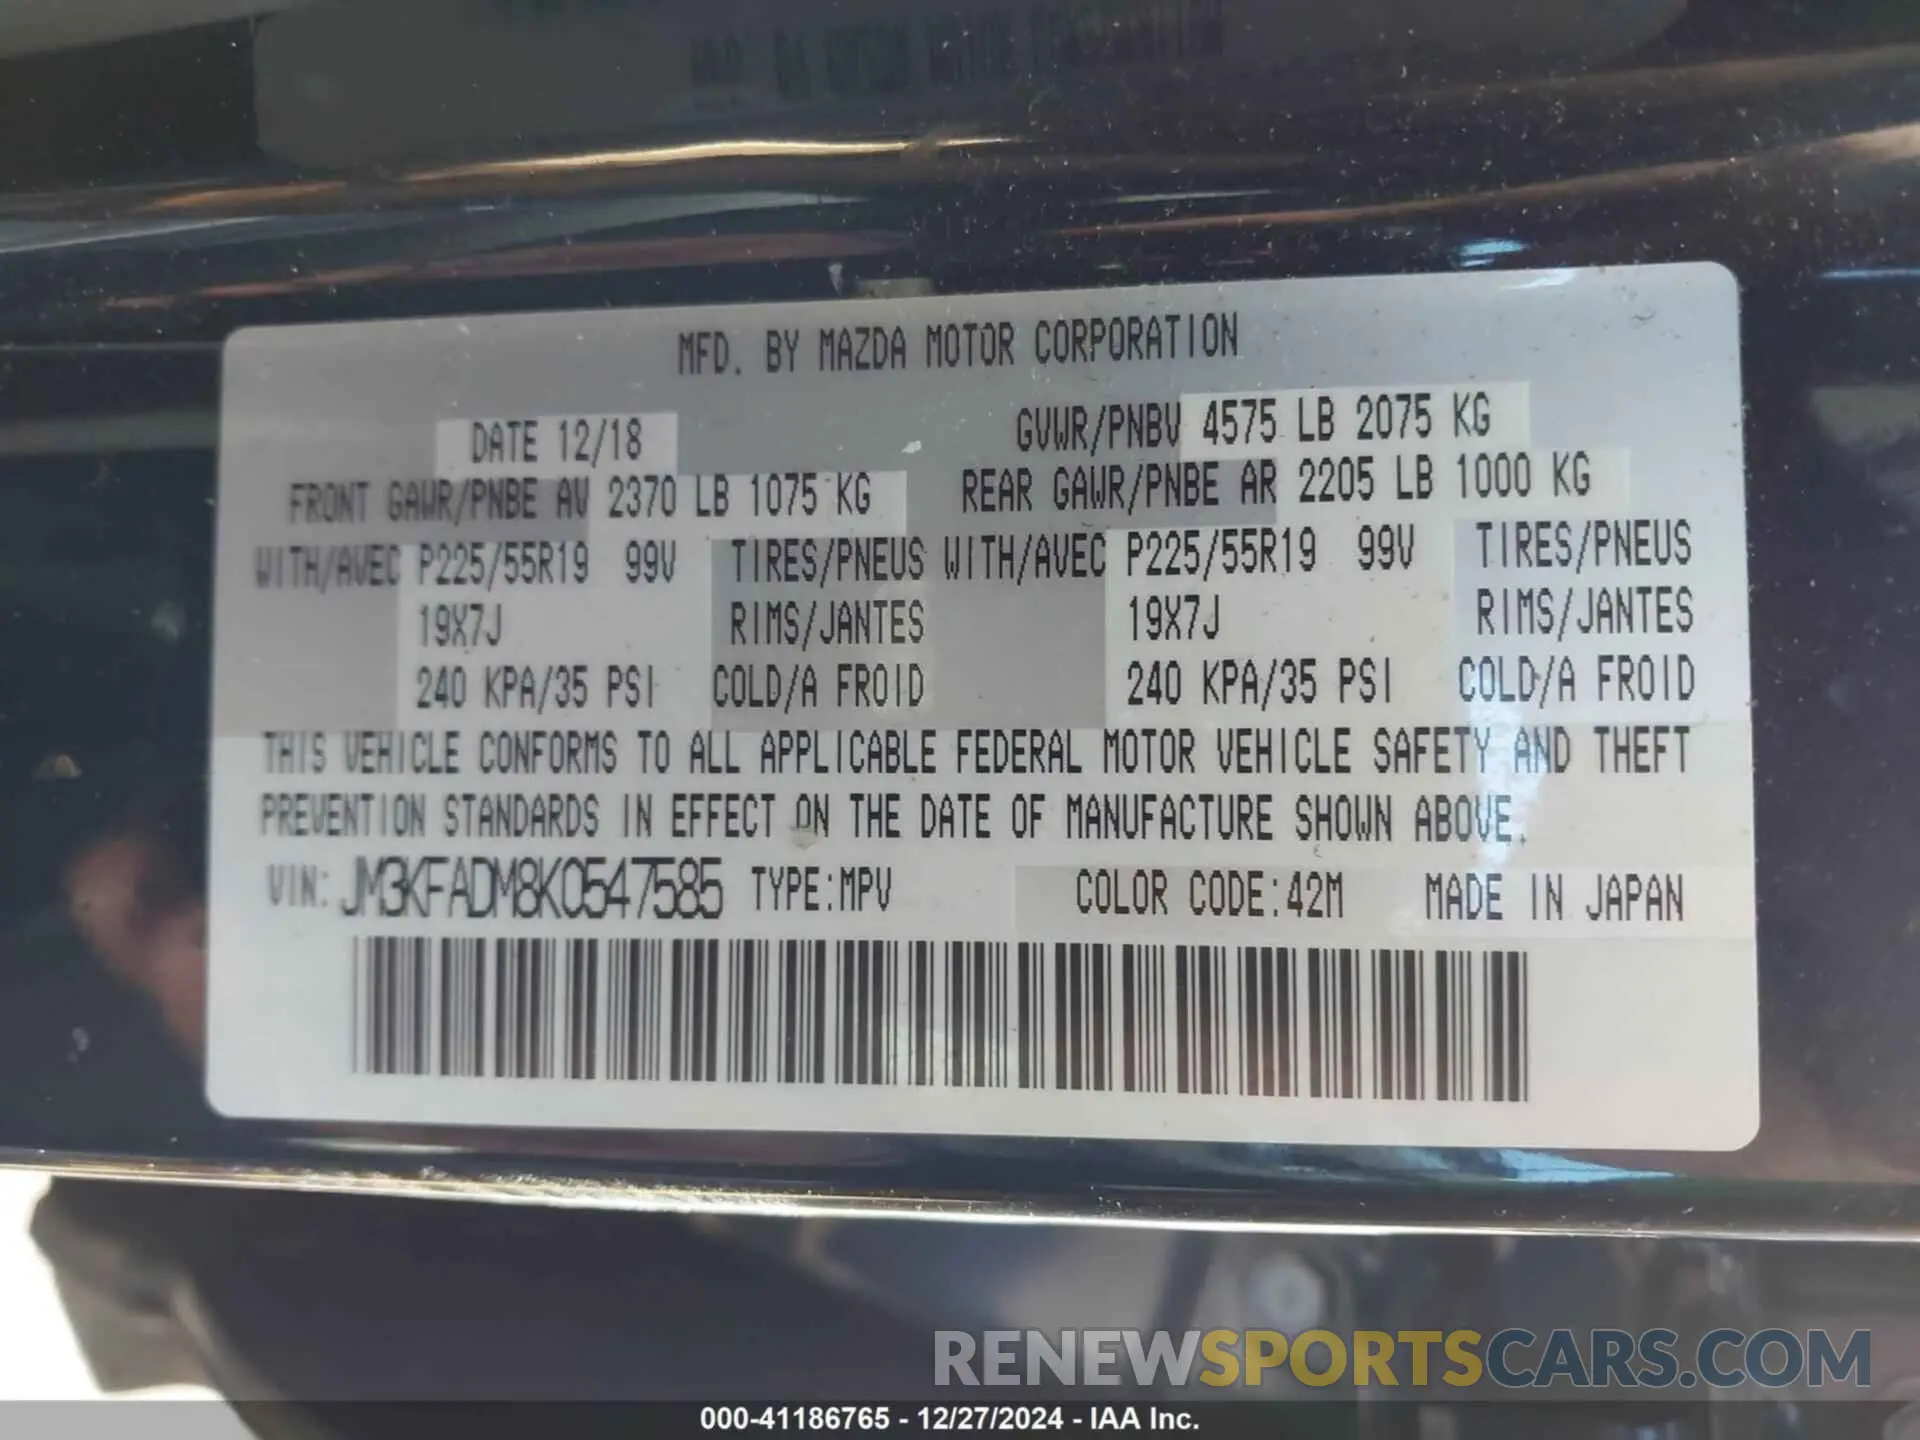 MFD. BY MAZDA MOTOR CORPORATION
DATE 12/18 GVWR/PNBV 4575 LB 2075 KG
FRONT GAWR/PNBE AV 2370 LB 1075 KG REAR GAWR/PNBE AR 2205 LB 1000 KG
WITH/AVEC P225/55R19 99V TIRES/PNEUS WITH/AVEC P225/55R19 99V TIRES/PNEUS
19X7J RIMS/JANTES 19X7J RIMS/JANTES
240 KPA/35 PSI COLD/A FROID 240 KPA/35 PSI COLD/A FROID
THIS VEHICLE CONFORMS TO ALL APPLICABLE FEDERAL MOTOR VEHICLE SAFETY AND THEFT
PREVENTION STANDARDS IN EFFECT ON THE DATE OF MANUFACTURE SHOWN ABOVE.
VIN: JM3KFADM8K0547585 TYPE:MPV COLOR CODE:42M MADE IN JAPAN
RENEWSPORTSCARS.COM
000-41186765 - 12/27/2024 - IAA Inc.